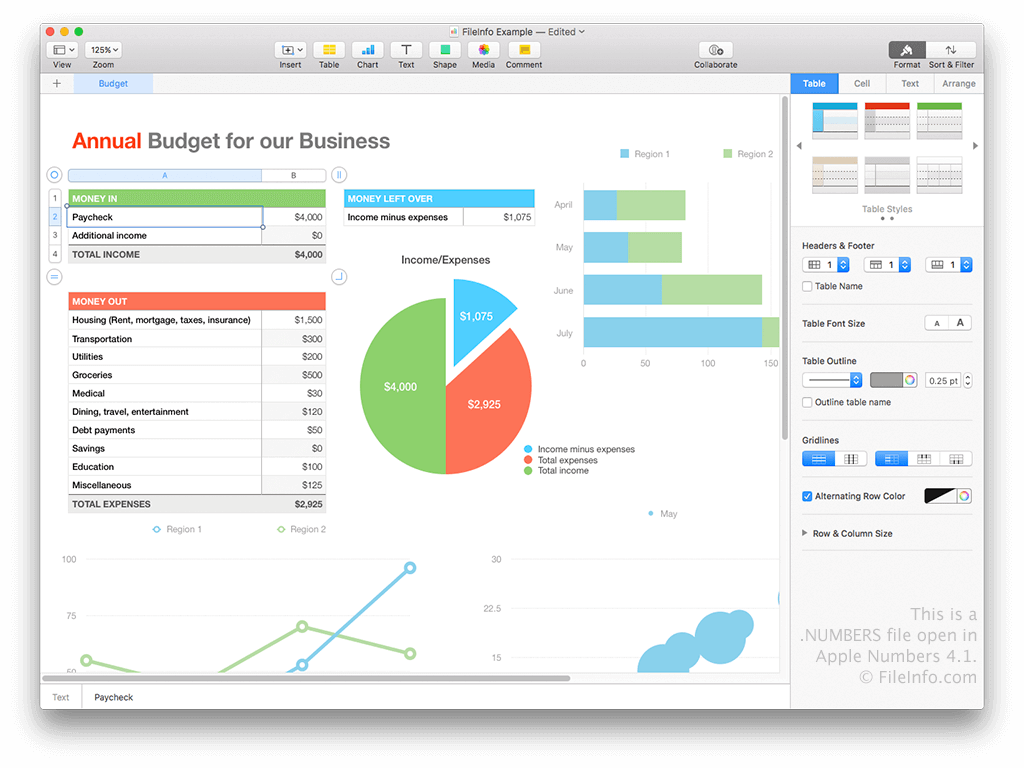 FileInfo Example — Edited
125%
View
Zoom
Insert
Table
Chart
Text
Shape
Media
Comment
Collaborate
Format
Sort & Filter
+
Budget
Table
Cell
Text
Arrange
Annual Budget for our Business
A
B
1
MONEY IN
2
Paycheck
$4,000
3
Additional income
$0
4
TOTAL INCOME
$4,000
MONEY LEFT OVER
Income minus expenses
$1,075
MONEY OUT
Housing (Rent, mortgage, taxes, insurance)
$1,500
Transportation
$300
Utilities
$200
Groceries
$500
Medical
$30
Dining, travel, entertainment
$120
Debt payments
$50
Savings
$0
Education
$100
Miscellaneous
$125
TOTAL EXPENSES
$2,925
Income/Expenses
$1,075
$4,000
$2,925
Income minus expenses
Total expenses
Total income
Region 1
Region 2
April
May
June
July
0
50
100
150
Region 1
Region 2
100
75
50
May
30
22.5
15
Table Styles
Headers & Footer
1
1
1
Table Name
Table Font Size
A
A
Table Outline
0.25 pt
Outline table name
Gridlines
Alternating Row Color
Row & Column Size
This is a
.NUMBERS file open in
Apple Numbers 4.1.
© FileInfo.com
Text
Paycheck